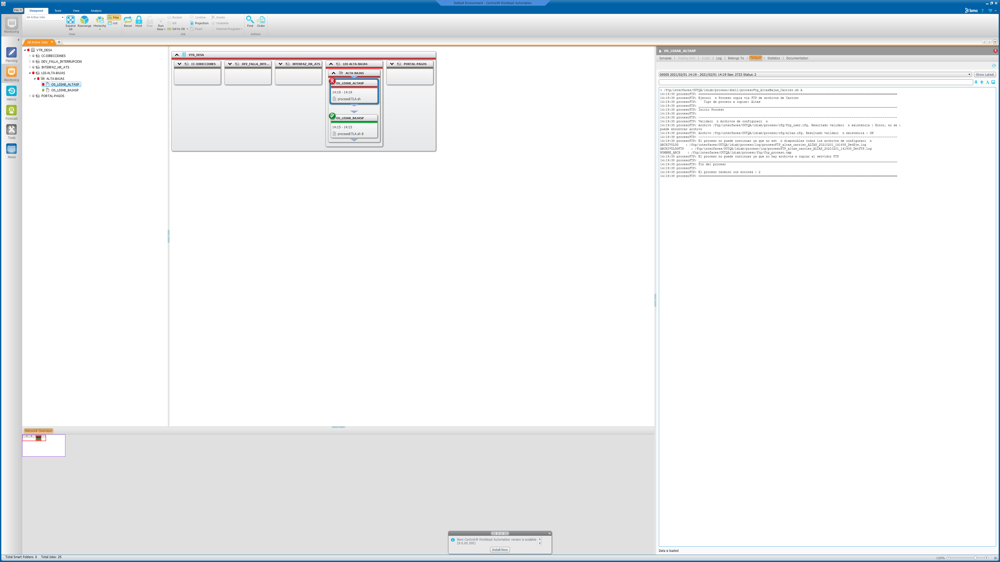 Default Environment - Control-M Workload Automation
File
Viewpoint
Tools
View
Analysis
bmc
Monitoring
All Active Jobs
Expand All
Rearrange
Hierarchy
Map
List
View
Rerun
Hold
Free
Run Now
Restart
Kill
Set to OK
Confirm
Projection
React
Delete
Undelete
External Programs
Job
Find
Order
Actions
All Active Jobs
Planning
Monitoring
History
Forecast
Tools
News
VTR_DESA
CC-DIRECCIONES
DEV_FALLA_INTERRUPCION
INTERFAZ_HR_ATS
LDI-ALTA-BAJAS
ALTA-BAJAS
OS_LDIAB_ALTASP
OS_LDIAB_BAJASP
PORTAL-PAGOS
VTR_DESA
CC-DIRECCIONES
DEV_FALLA_INTE...
INTERFAZ_HR_ATS
LDI-ALTA-BAJAS
PORTAL-PAGOS
ALTA-BAJAS
OS_LDIAB_ALTASP
14:19 - 14:19
procesoETLA.sh
OS_LDIAB_BAJASP
14:15 - 14:15
procesoETLA.sh B
OS_LDIAB_ALTASP
Synopsis | Waiting Info | Script | Log | Belongs To | Output | Statistics | Documentation
00005 2021/02/01 14:19 - 2021/02/01 14:19 Size: 2723 Status: 2
Show Latest
+ /ftp/interfaces/OUTQA/ldiab/proceso/shell/procesoFtp_AltasBajas_Carrier.sh A
14:19:38 procesoFTP: =============================================================================================================
14:19:38 procesoFTP: Ejecuci  n Proceso copia via FTP de archivos de Carrier
14:19:38 procesoFTP:    Tipo de proceco a copiar: Altas
14:19:38 procesoFTP: _____________________________________________________________________________________________________________
14:19:38 procesoFTP: Inicio Proceso
14:19:38 procesoFTP:
14:19:38 procesoFTP: -------------------------------------------------------------------------------------------------------------
14:19:38 procesoFTP: Validaci  n Archivos de configuraci  n
14:19:38 procesoFTP: Archivo /ftp/interfaces/OUTQA/ldiab/proceso/cfg/ftp_user.cfg. Resultado validaci  n existencia : Error, no se \
puede encontrar archivo
14:19:38 procesoFTP: Archivo /ftp/interfaces/OUTQA/ldiab/proceso/cfg/altas.cfg. Resultado validaci  n existencia : OK
14:19:38 procesoFTP: -------------------------------------------------------------------------------------------------------------
14:19:38 procesoFTP: El proceso no puede continuar ya que no est  n disponibles todos los archivos de configuraci  n
ARCHIVOLOG    : /ftp/interfaces/OUTQA/ldiab/proceso/log/procesoFTP_altas_carrier_ALTAS_20210201_141938_DetEje.log
ARCHIVOLOGFTP    : /ftp/interfaces/OUTQA/ldiab/proceso/log/procesoFTP_altas_carrier_ALTAS_20210201_141938_DetFTP.log
NOMBRE_ARCH    : /ftp/interfaces/OUTQA/ldiab/proceso/ftp/ftp_proceso.tmp
14:19:38 procesoFTP: El proceso no puede continuar ya que no hay archivos a copiar al servidor FTP
14:19:38 procesoFTP: _____________________________________________________________________________________________________________
14:19:38 procesoFTP: Fin del proceso
14:19:38 procesoFTP:
14:19:38 procesoFTP: El proceso termino con errores : 2
14:19:38 procesoFTP: =============================================================================================================
Data is loaded
Network Overview
1 / 1
New Control-M Workload Automation version is available
(9.0.00.300)
Install Now
Total Smart Folders: 0  Total Jobs: 25
100%